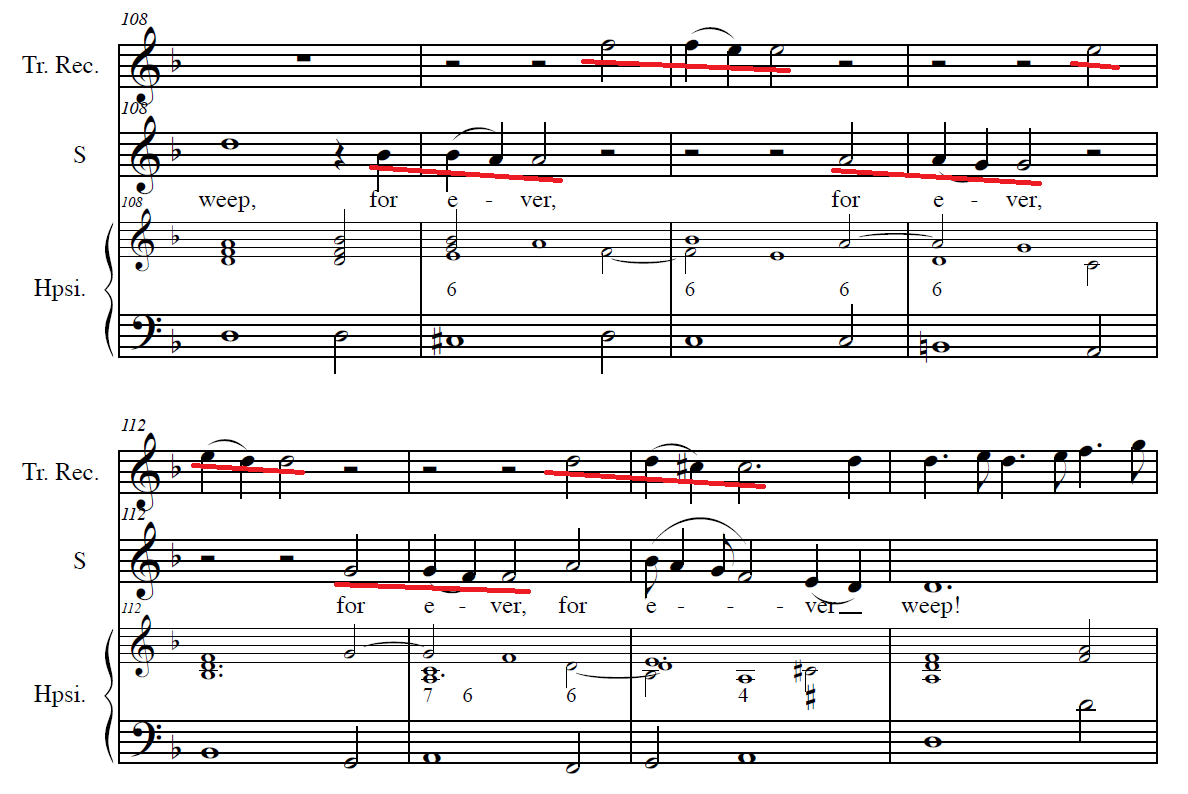 108
Tr. Rec.
108
S
weep, for e - ver, for e - ver,
108
Hpsi.
6 6 6 6
112
Tr. Rec.
112
S
for e - ver, for e - - - ver weep!
112
Hpsi.
7 6 6 4